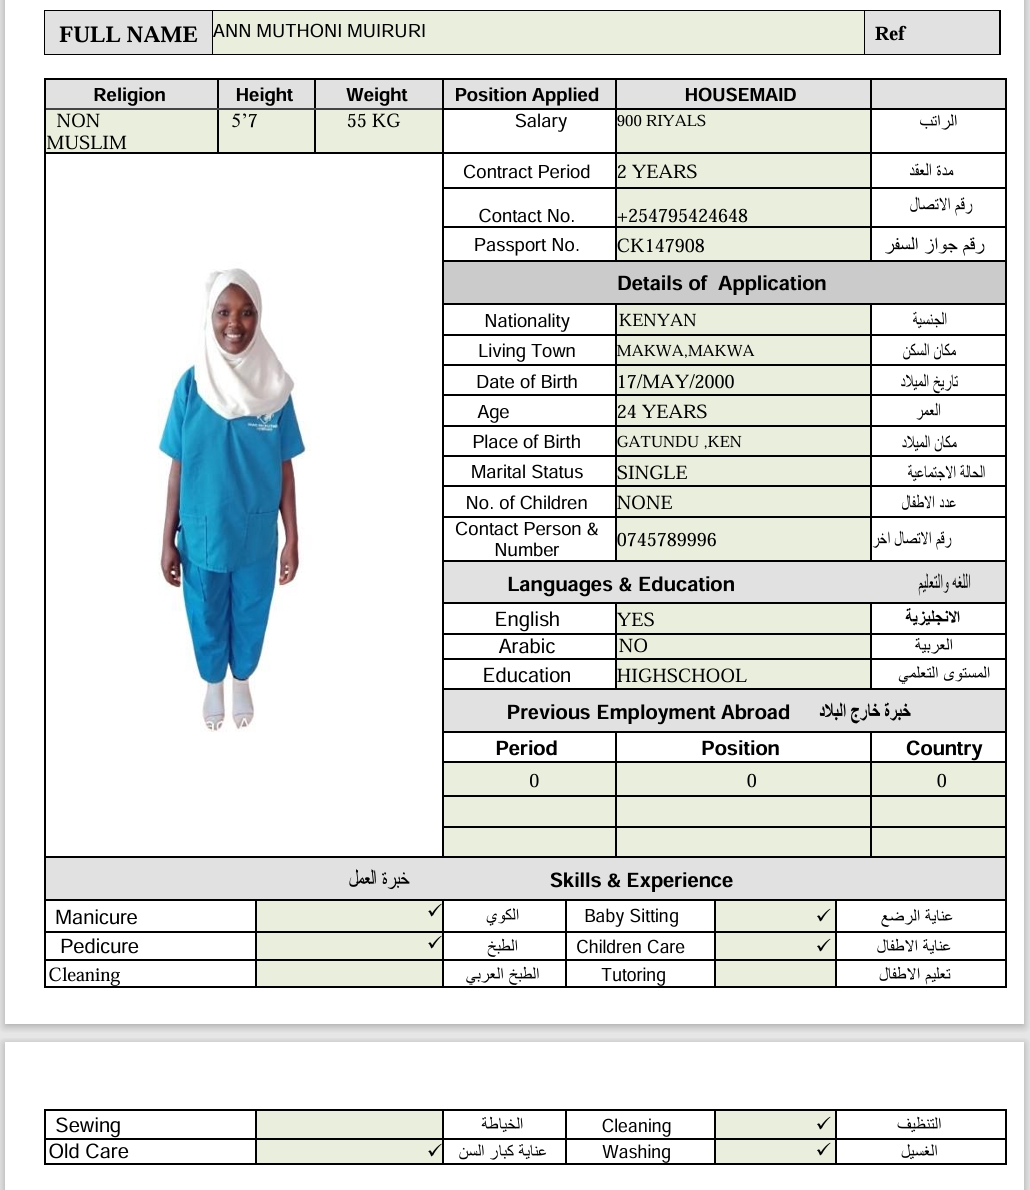 FULL NAME ANN MUTHONI MUIRURI Ref
Religion Height Weight Position Applied HOUSEMAID
NON MUSLIM 5’7 55 KG Salary 900 RIYALS الراتب
Contract Period 2 YEARS مدة العقد
Contact No. +254795424648 رقم الاتصال
Passport No. CK147908 رقم جواز السفر
Details of Application
Nationality KENYAN الجنسية
Living Town MAKWA,MAKWA مكان السكن
Date of Birth 17/MAY/2000 تاريخ الميلاد
Age 24 YEARS العمر
Place of Birth GATUNDU ,KEN مكان الميلاد
Marital Status SINGLE الحالة الاجتماعية
No. of Children NONE عدد الاطفال
Contact Person &
Number 0745789996 رقم الاتصال اخر
Languages & Education اللغه والتعليم
English YES الانجليزية
Arabic NO العربية
Education HIGHSCHOOL المستوى التعلمي
Previous Employment Abroad خبرة خارج البلاد
Period Position Country
0 0 0
خبرة العمل Skills & Experience
Manicure ✓ الكوي Baby Sitting ✓ عناية الرضع
Pedicure ✓ الطبخ Children Care ✓ عناية الاطفال
Cleaning الطبخ العربي Tutoring تعليم الاطفال
Sewing الخياطة Cleaning ✓ التنظيف
Old Care ✓ عناية كبار السن Washing ✓ الغسيل